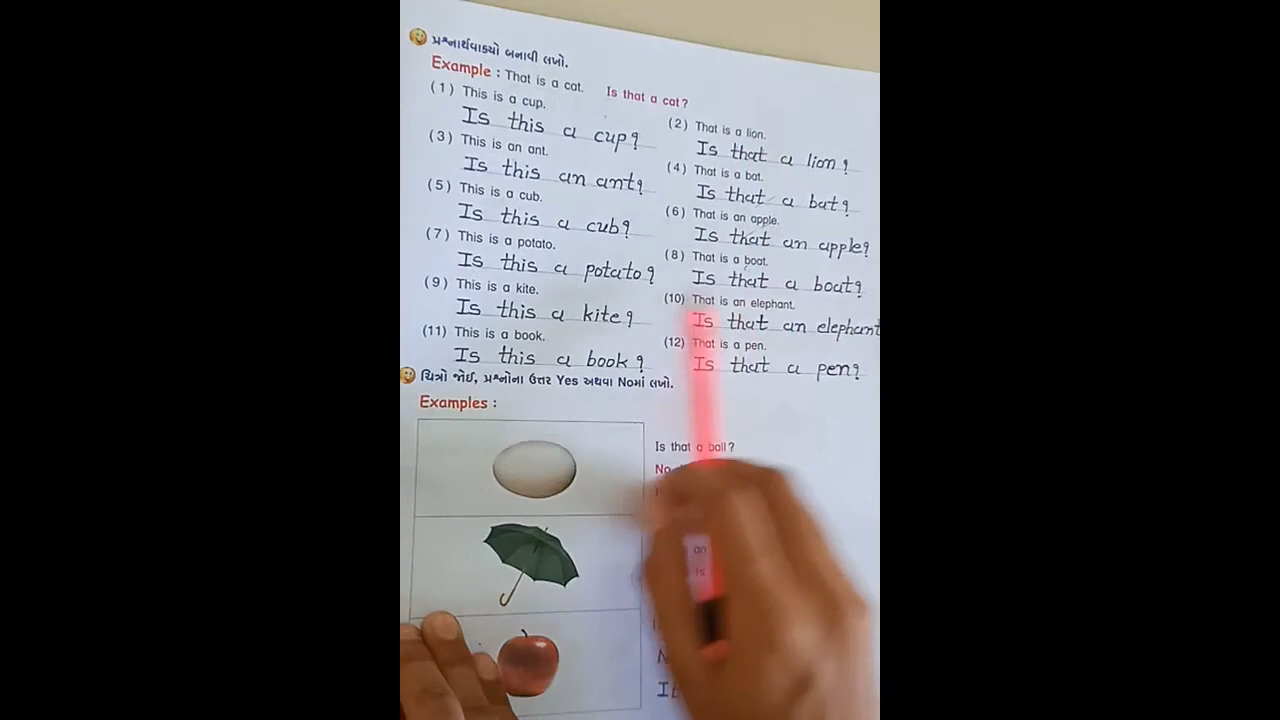 પ્રશ્નાર્થવાક્યો બનાવી લખો.
Example : That is a cat. Is that a cat?
(1) This is a cup.
Is this a cup?
(2) That is a lion.
Is that a lion?
(3) This is an ant.
Is this an ant?
(4) That is a bat.
Is that a bat?
(5) This is a cub.
Is this a cub?
(6) That is an apple.
Is that an apple?
(7) This is a potato.
Is this a potato?
(8) That is a boat.
Is that a boat?
(9) This is a kite.
Is this a kite?
(10) That is an elephant.
Is that an elephant
(11) This is a book.
Is this a book?
(12) That is a pen.
Is that a pen?
ચિત્રો જોઈ, પ્રશ્નોના ઉત્તર Yes અથવા Noમાં લખો.
Examples :
Is that a ball?
No
an
is
It